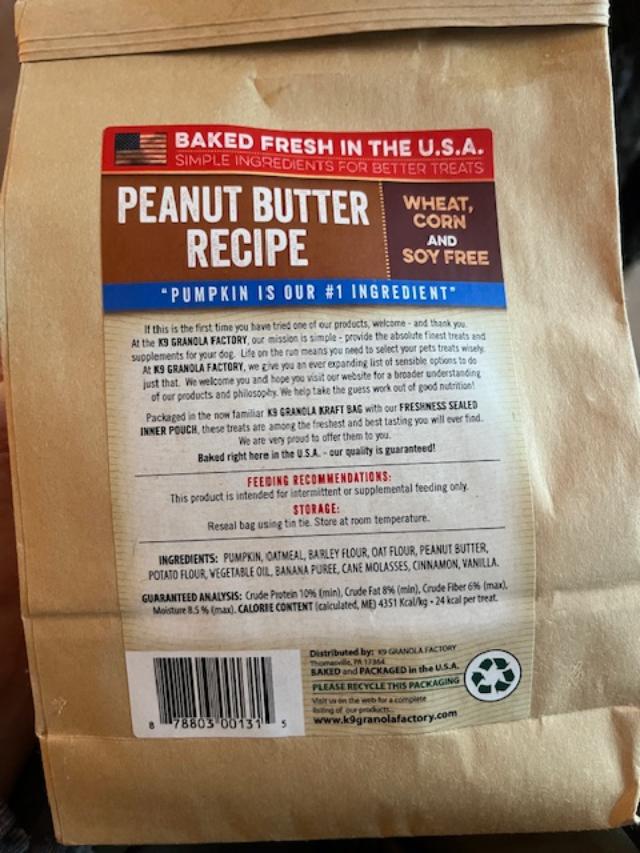 BAKED FRESH IN THE U.S.A.
SIMPLE INGREDIENTS FOR BETTER TREATS
PEANUT BUTTER
RECIPE
WHEAT,
CORN
AND
SOY FREE
"PUMPKIN IS OUR #1 INGREDIENT"
If this is the first time you have tried one of our products, welcome - and thank you.
At the K9 GRANOLA FACTORY, our mission is simple - provide the absolute finest treats and
supplements for your dog. Life on the run means you need to select your pets treats wisely.
At K9 GRANOLA FACTORY, we give you an ever expanding list of sensible options to do
just that. We welcome you and hope you visit our website for a broader understanding
of our products and philosophy. We help take the guess work out of good nutrition!
Packaged in the now familiar K9 GRANOLA KRAFT BAG with our FRESHNESS SEALED
INNER POUCH, these treats are among the freshest and best tasting you will ever find.
We are very proud to offer them to you.
Baked right here in the U.S.A. - our quality is guaranteed!
FEEDING RECOMMENDATIONS:
This product is intended for intermittent or supplemental feeding only.
STORAGE:
Reseal bag using tin tie. Store at room temperature.
INGREDIENTS: PUMPKIN, OATMEAL, BARLEY FLOUR, OAT FLOUR, PEANUT BUTTER,
POTATO FLOUR, VEGETABLE OIL, BANANA PUREE, CANE MOLASSES, CINNAMON, VANILLA.
GUARANTEED ANALYSIS: Crude Protein 10% (min), Crude Fat 8% (min), Crude Fiber 6% (max),
Moisture 8.5 % (max). CALORIE CONTENT (calculated, ME) 4351 Kcal/kg - 24 kcal per treat.
Distributed by: K9 GRANOLA FACTORY
Thomasville, PA 17364
BAKED and PACKAGED in the U.S.A.
PLEASE RECYCLE THIS PACKAGING
Visit us on the web for a complete
listing of our products.
www.k9granolafactory.com
8 78803 00131 5